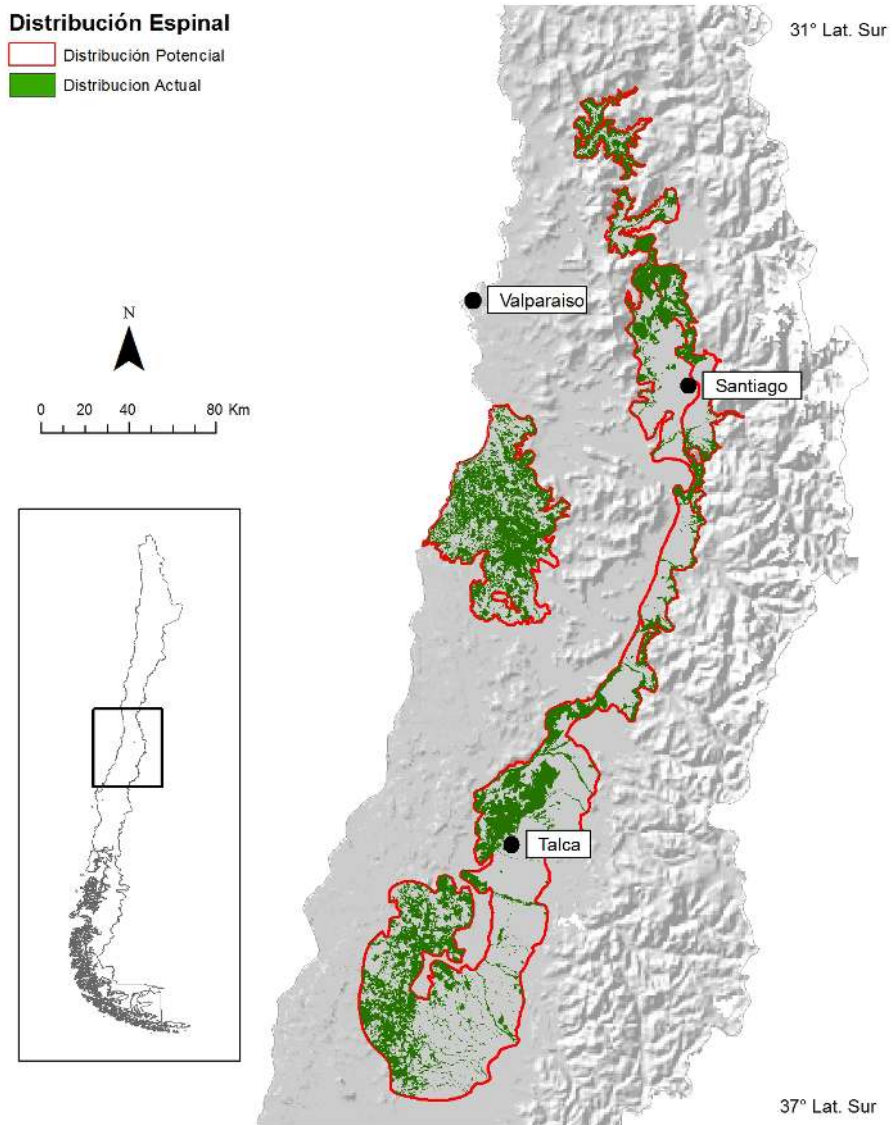 Distribución Espinal
Distribución Potencial
Distribucion Actual
31° Lat. Sur
Valparaiso
N
Santiago
0 20 40 80 Km
Talca
37° Lat. Sur